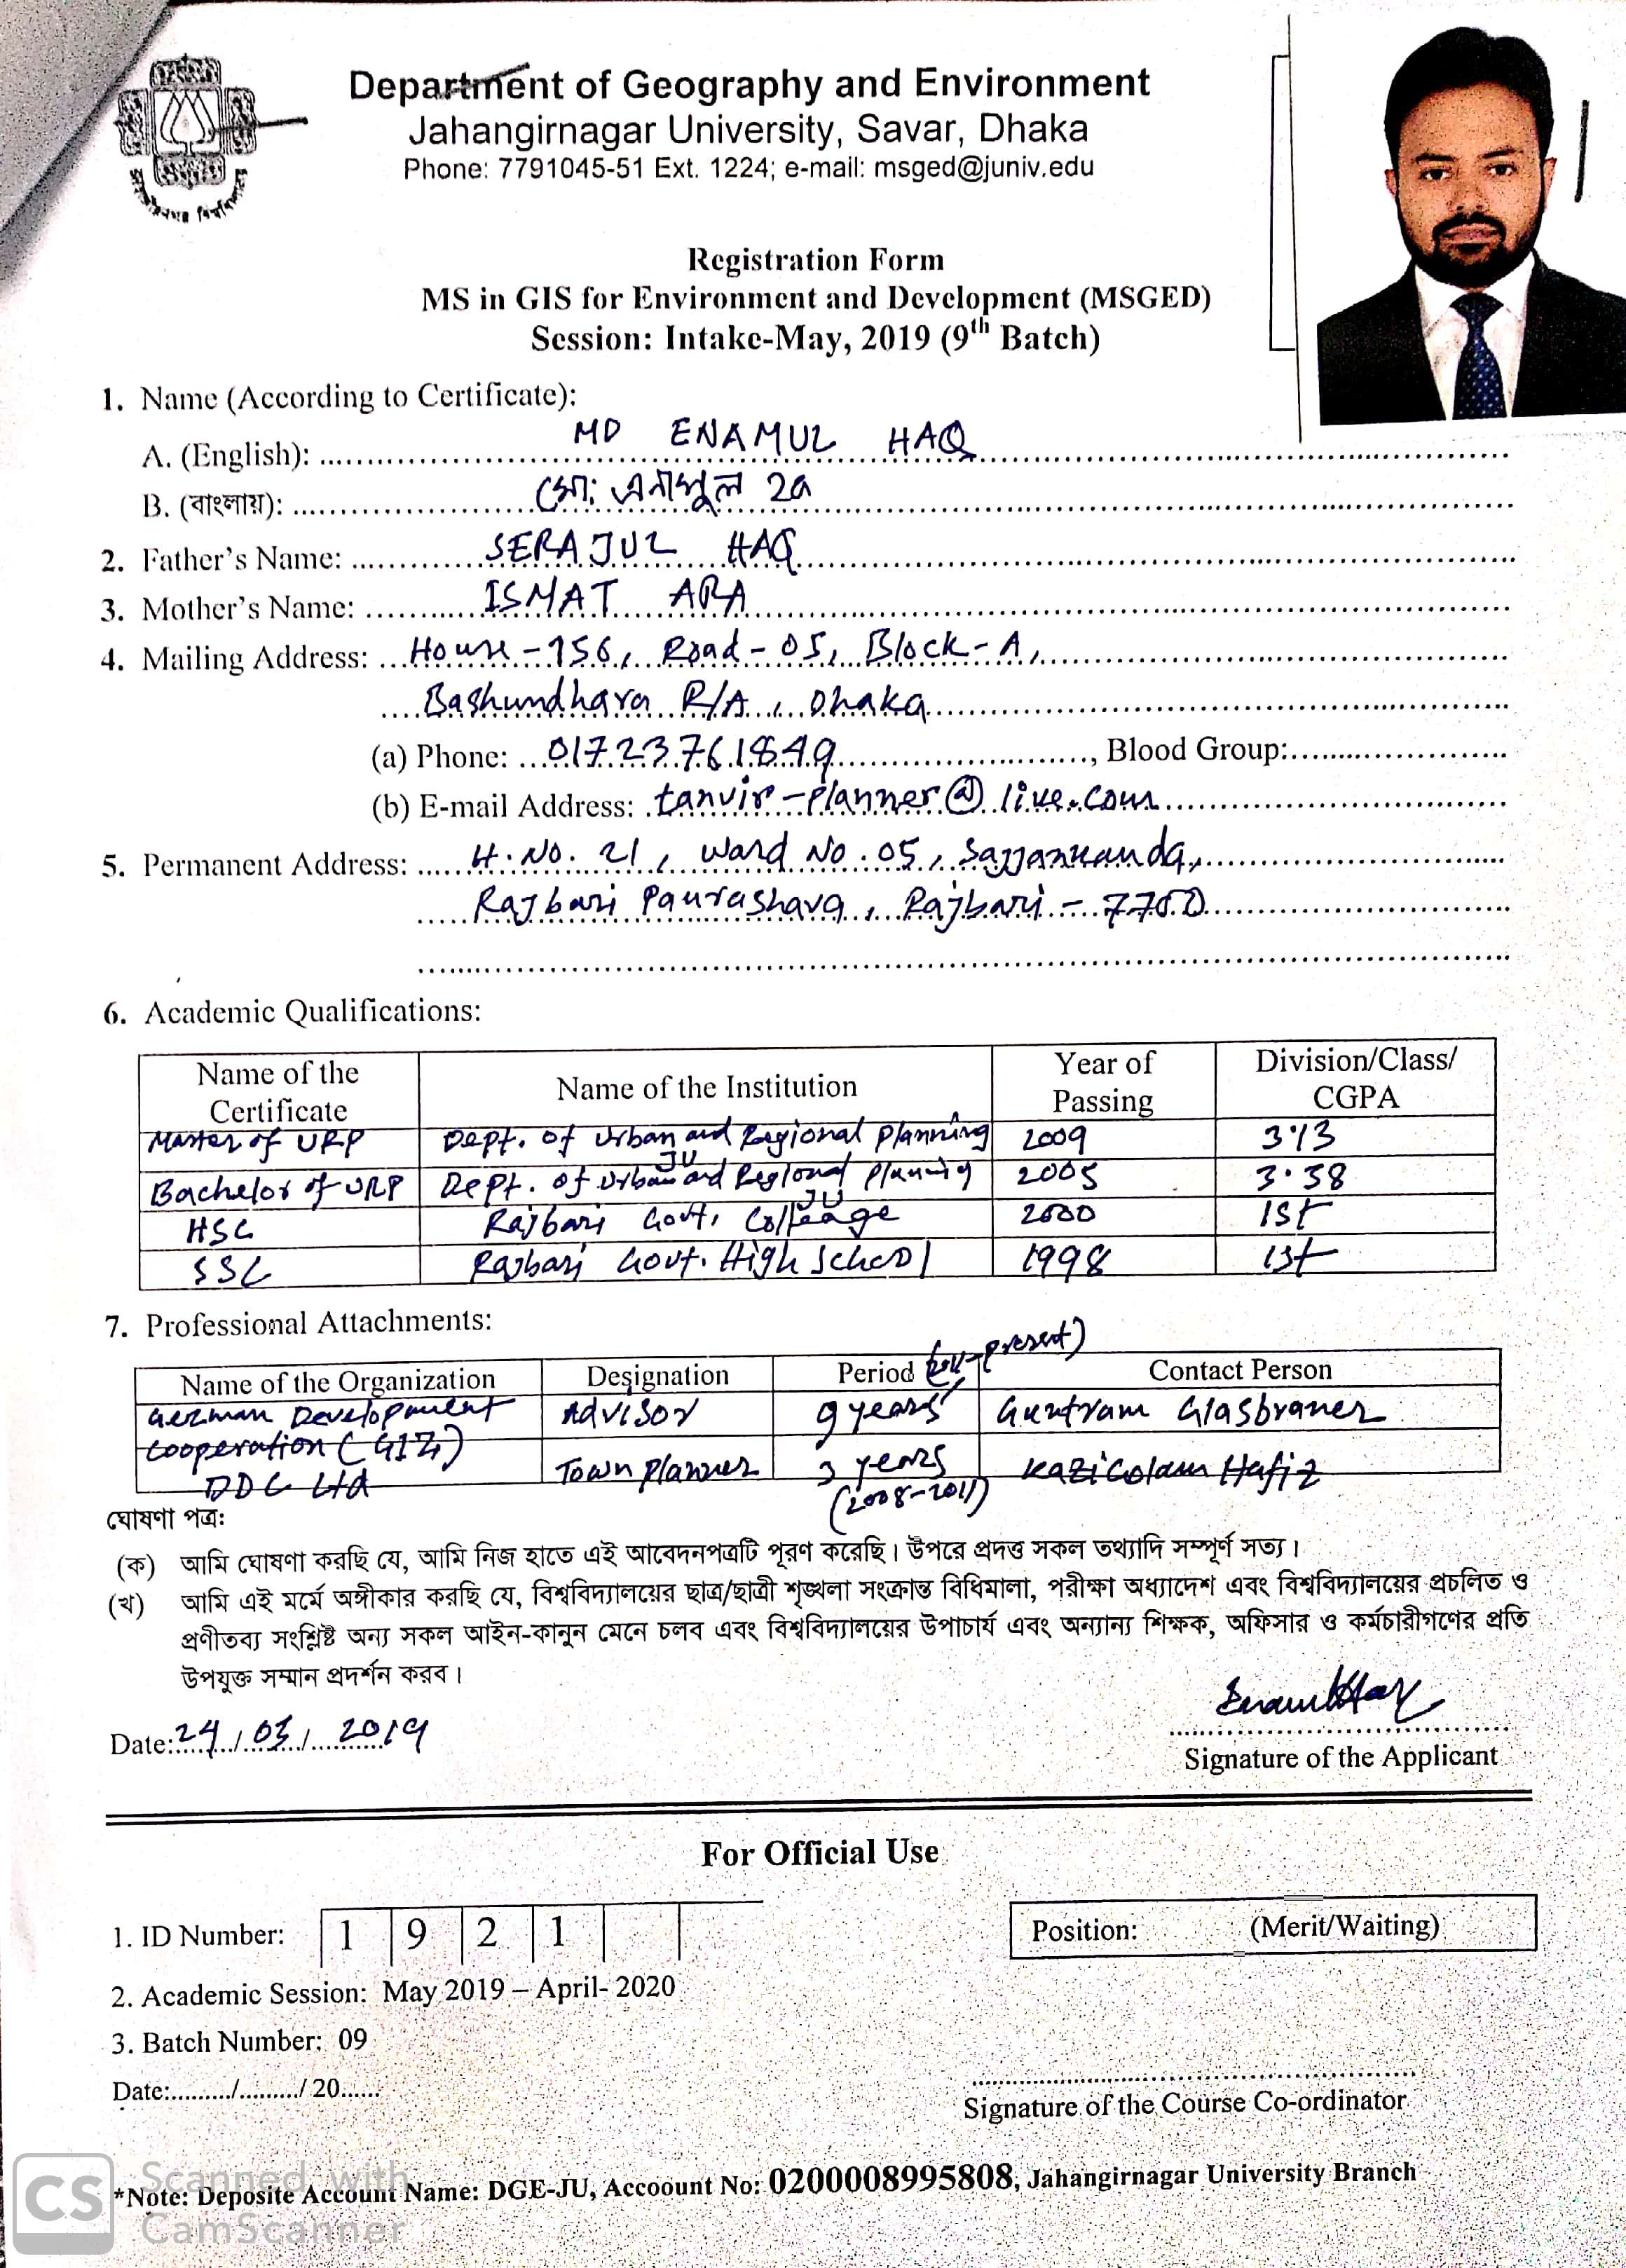 Department of Geography and Environment
Jahangirnagar University, Savar, Dhaka
Phone: 7791045-51 Ext. 1224; e-mail: msged@juniv.edu
Registration Form
MS in GIS for Environment and Development (MSGED)
Session: Intake-May, 2019 (9th Batch)
1. Name (According to Certificate):
A. (English): MD ENAMUL HAQ
B. (বাংলায়): মো: এনামুল হক
2. Father's Name: SERAJUL HAQ
3. Mother's Name: ISMAT ARA
4. Mailing Address: House-156, Road-05, Block-A,
Bashundhara R/A, Dhaka
(a) Phone: 01723761849, Blood Group:
(b) E-mail Address: tanvir-planner@live.com
5. Permanent Address: H.No. 21, Ward No. 05, Sajjankanda,
Rajbari Paurashava, Rajbari - 7700
6. Academic Qualifications:
Name of the Certificate Name of the Institution Year of Passing Division/Class/ CGPA
Master of URP Dept. of Urban and Regional Planning JU 2009 3.13
Bachelor of URP Dept. of Urban and Regional Planning JU 2005 3.38
HSC Rajbari Govt. Colleage 2000 1st
SSC Rajbari Govt. High School 1998 1st
7. Professional Attachments:
Name of the Organization Designation Period (2011-present) Contact Person
German Development Advisor 9 years Guntram Glasbraner
Cooperation (GIZ)
DDC Ltd Town Planner 3 years Kazi Golam Hafiz
(2008-2011)
ঘোষণা পত্র:
(ক) আমি ঘোষণা করছি যে, আমি নিজ হাতে এই আবেদনপত্রটি পূরণ করেছি। উপরে প্রদত্ত সকল তথ্যাদি সম্পূর্ণ সত্য।
(খ) আমি এই মর্মে অঙ্গীকার করছি যে, বিশ্ববিদ্যালয়ের ছাত্র/ছাত্রী শৃঙ্খলা সংক্রান্ত বিধিমালা, পরীক্ষা অধ্যাদেশ এবং বিশ্ববিদ্যালয়ের প্রচলিত ও
প্রণীতব্য সংশ্লিষ্ট অন্য সকল আইন-কানুন মেনে চলব এবং বিশ্ববিদ্যালয়ের উপাচার্য এবং অন্যান্য শিক্ষক, অফিসার ও কর্মচারীগণের প্রতি
উপযুক্ত সম্মান প্রদর্শন করব।
Date: 24/03/2019
Signature of the Applicant
For Official Use
1. ID Number: 1 9 2 1
Position: (Merit/Waiting)
2. Academic Session: May 2019 – April- 2020
3. Batch Number: 09
Date:........./........./ 20......
Signature of the Course Co-ordinator
*Note: Deposite Account Name: DGE-JU, Accoount No: 0200008995808, Jahangirnagar University Branch
CS Scanned with
CamScanner